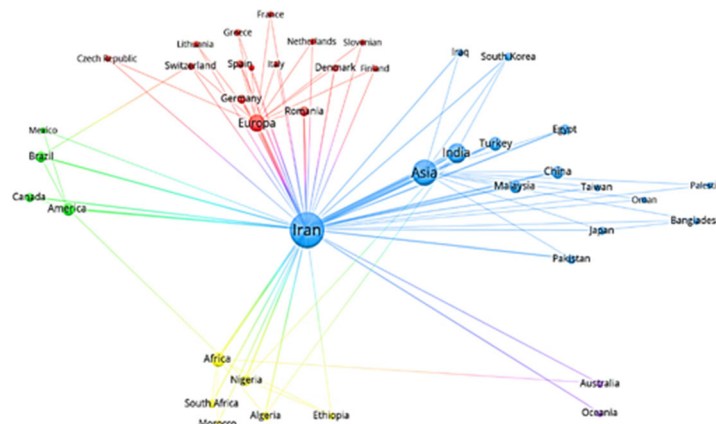 France
Greece
Lithuania
Netherlands
Slovenian
Czech Republic
Switzerland
Spain
Italy
Denmark
Finland
Iraq
South Korea
Germany
Romania
Europa
Mexico
Egypt
Turkey
India
Brazil
Asia
China
Malaysia
Taiwan
Canada
America
Oman
Japan
Iran
Pakistan
Africa
Nigeria
Australia
South Africa
Algeria
Ethiopia
Oceania